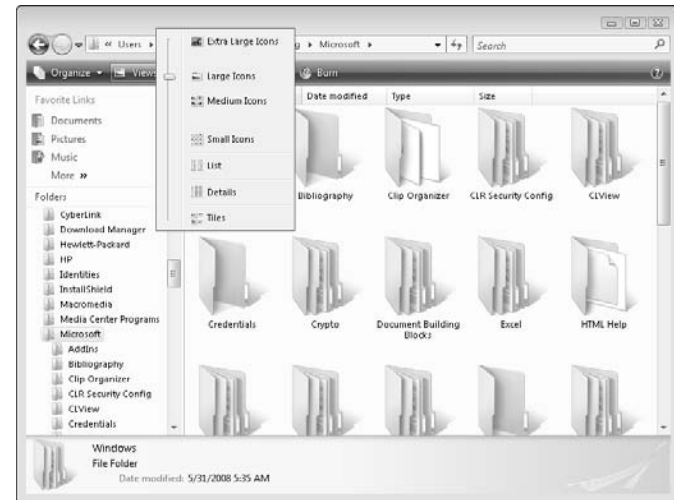 « Users ▸
g ▸ Microsoft ▸
Search
Organize
Views
Burn
Extra Large Icons
Large Icons
Medium Icons
Small Icons
List
Details
Tiles
Favorite Links
Documents
Pictures
Music
More »
Folders
CyberLink
Download Manager
Hewlett-Packard
HP
Identities
InstallShield
Macromedia
Media Center Programs
Microsoft
AddIns
Bibliography
Clip Organizer
CLR Security Config
CLView
Credentials
Date modified Type Size
Bibliography Clip Organizer CLR Security Config CLView
Credentials Crypto Document Building Excel HTML Help
Blocks
Windows
File Folder
Date modified: 5/31/2008 5:35 AM